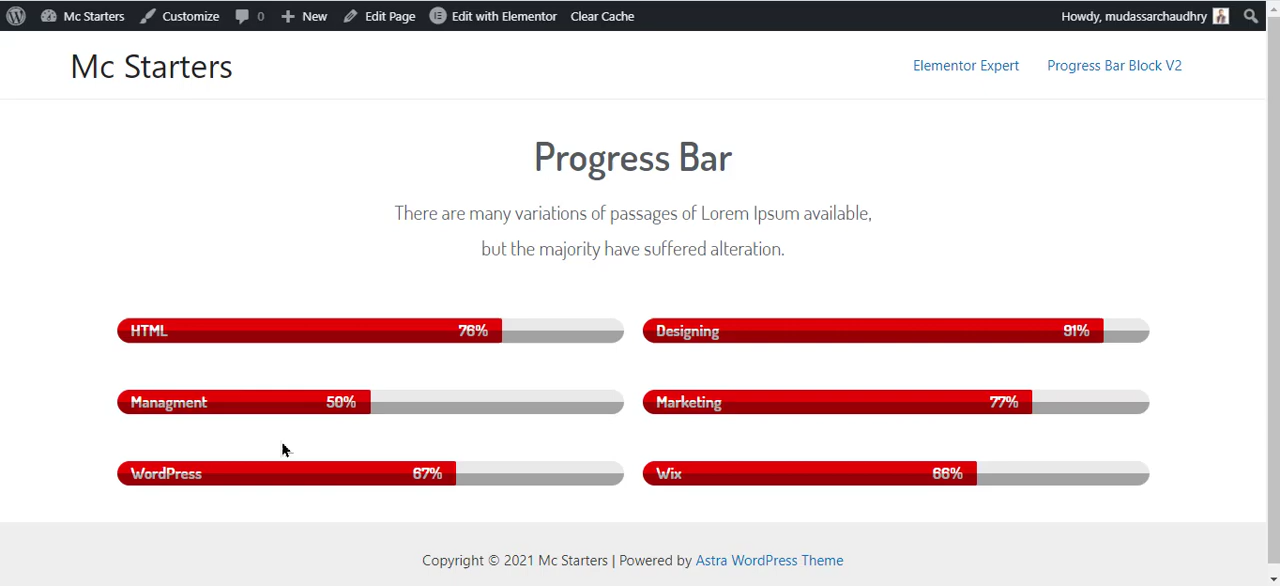 Mc Starters Customize 0 New Edit Page Edit with Elementor Clear Cache Howdy, mudassarchaudhry
Mc Starters Elementor Expert Progress Bar Block V2
Progress Bar
There are many variations of passages of Lorem Ipsum available,
but the majority have suffered alteration.
HTML 76% Designing 91%
Managment 50% Marketing 77%
WordPress 67% Wix 66%
Copyright © 2021 Mc Starters | Powered by Astra WordPress Theme